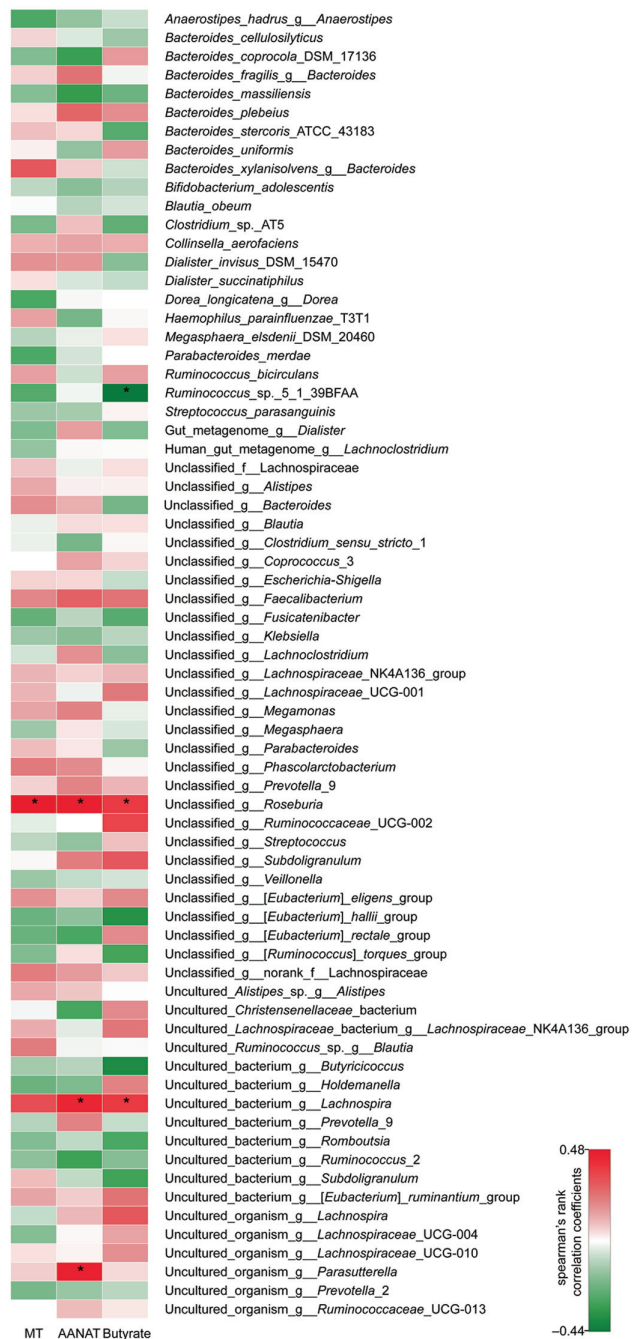 Anaerostipes_hadrus_g__Anaerostipes
Bacteroides_cellulosilyticus
Bacteroides_coprocola_DSM_17136
Bacteroides_fragilis_g__Bacteroides
Bacteroides_massiliensis
Bacteroides_plebeius
Bacteroides_stercoris_ATCC_43183
Bacteroides_uniformis
Bacteroides_xylanisolvens_g__Bacteroides
Bifidobacterium_adolescentis
Blautia_obeum
Clostridium_sp._AT5
Collinsella_aerofaciens
Dialister_invisus_DSM_15470
Dialister_succinatiphilus
Dorea_longicatena_g__Dorea
Haemophilus_parainfluenzae_T3T1
Megasphaera_elsdenii_DSM_20460
Parabacteroides_merdae
Ruminococcus_bicirculans
* Ruminococcus_sp._5_1_39BFAA
Streptococcus_parasanguinis
Gut_metagenome_g__Dialister
Human_gut_metagenome_g__Lachnoclostridium
Unclassified_f__Lachnospiraceae
Unclassified_g__Alistipes
Unclassified_g__Bacteroides
Unclassified_g__Blautia
Unclassified_g__Clostridium_sensu_stricto_1
Unclassified_g__Coprococcus_3
Unclassified_g__Escherichia-Shigella
Unclassified_g__Faecalibacterium
Unclassified_g__Fusicatenibacter
Unclassified_g__Klebsiella
Unclassified_g__Lachnoclostridium
Unclassified_g__Lachnospiraceae_NK4A136_group
Unclassified_g__Lachnospiraceae_UCG-001
Unclassified_g__Megamonas
Unclassified_g__Megasphaera
Unclassified_g__Parabacteroides
Unclassified_g__Phascolarctobacterium
Unclassified_g__Prevotella_9
* * * Unclassified_g__Roseburia
Unclassified_g__Ruminococcaceae_UCG-002
Unclassified_g__Streptococcus
Unclassified_g__Subdoligranulum
Unclassified_g__Veillonella
Unclassified_g__[Eubacterium]_eligens_group
Unclassified_g__[Eubacterium]_hallii_group
Unclassified_g__[Eubacterium]_rectale_group
Unclassified_g__[Ruminococcus]_torques_group
Unclassified_g__norank_f__Lachnospiraceae
Uncultured_Alistipes_sp._g__Alistipes
Uncultured_Christensenellaceae_bacterium
Uncultured_Lachnospiraceae_bacterium_g__Lachnospiraceae_NK4A136_group
Uncultured_Ruminococcus_sp._g__Blautia
Uncultured_bacterium_g__Butyricicoccus
Uncultured_bacterium_g__Holdemanella
* * Uncultured_bacterium_g__Lachnospira
Uncultured_bacterium_g__Prevotella_9
Uncultured_bacterium_g__Romboutsia
Uncultured_bacterium_g__Ruminococcus_2
Uncultured_bacterium_g__Subdoligranulum
Uncultured_bacterium_g__[Eubacterium]_ruminantium_group
Uncultured_organism_g__Lachnospira
Uncultured_organism_g__Lachnospiraceae_UCG-004
Uncultured_organism_g__Lachnospiraceae_UCG-010
* Uncultured_organism_g__Parasutterella
Uncultured_organism_g__Prevotella_2
Uncultured_organism_g__Ruminococcaceae_UCG-013
MT AANAT Butyrate
0.48
spearman's rank
correlation coefficients
−0.44